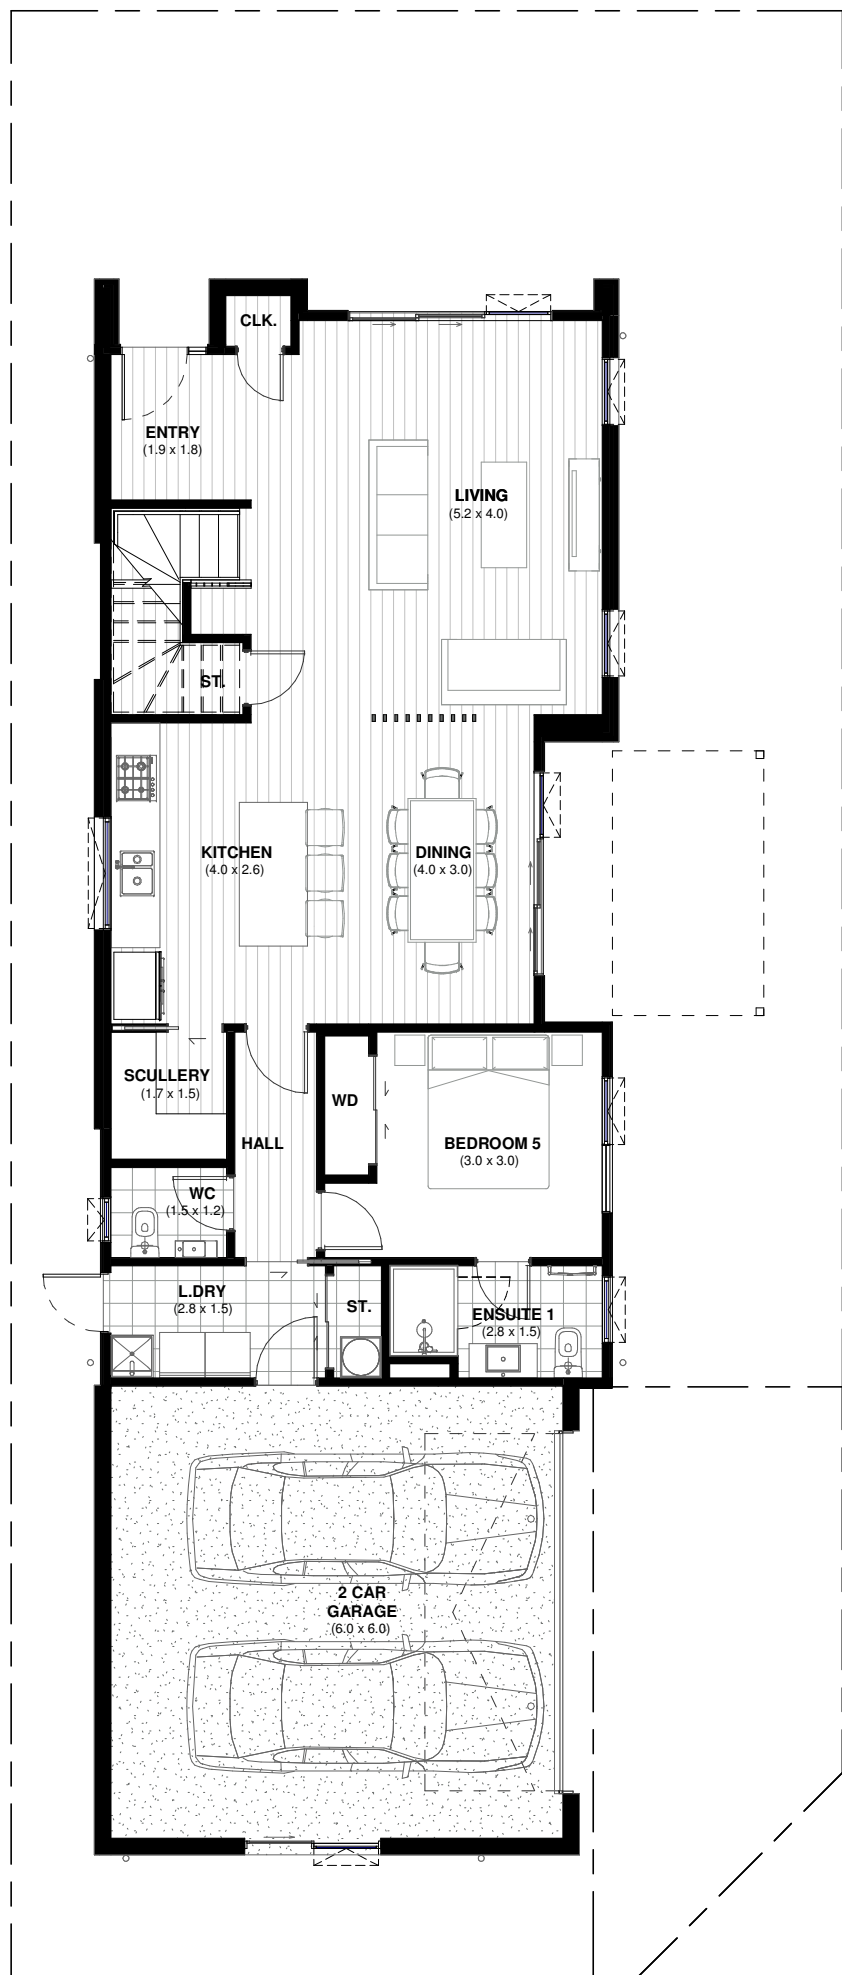 CLK.
ENTRY
(1.9 x 1.8)
LIVING
(5.2 x 4.0)
ST.
KITCHEN
(4.0 x 2.6)
DINING
(4.0 x 3.0)
SCULLERY
(1.7 x 1.5)
WD
HALL
BEDROOM 5
(3.0 x 3.0)
WC
(1.5 x 1.2)
L.DRY
(2.8 x 1.5)
ST.
ENSUITE 1
(2.8 x 1.5)
2 CAR
GARAGE
(6.0 x 6.0)